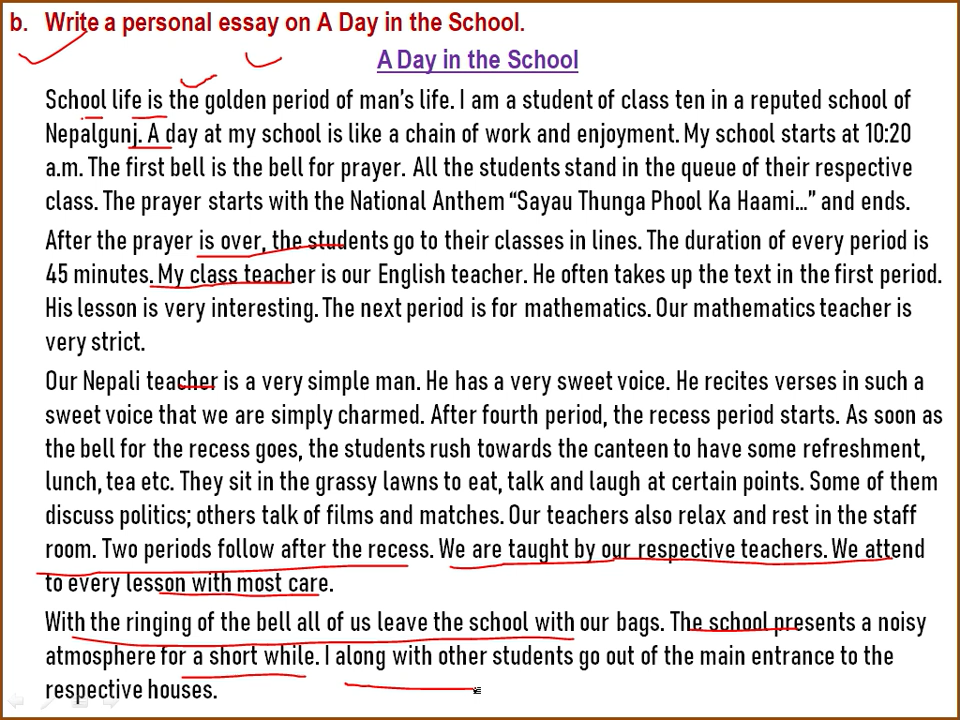 b. Write a personal essay on A Day in the School.
A Day in the School
School life is the golden period of man's life. I am a student of class ten in a reputed school of
Nepalgunj. A day at my school is like a chain of work and enjoyment. My school starts at 10:20
a.m. The first bell is the bell for prayer. All the students stand in the queue of their respective
class. The prayer starts with the National Anthem “Sayau Thunga Phool Ka Haami...” and ends.
After the prayer is over, the students go to their classes in lines. The duration of every period is
45 minutes. My class teacher is our English teacher. He often takes up the text in the first period.
His lesson is very interesting. The next period is for mathematics. Our mathematics teacher is
very strict.
Our Nepali teacher is a very simple man. He has a very sweet voice. He recites verses in such a
sweet voice that we are simply charmed. After fourth period, the recess period starts. As soon as
the bell for the recess goes, the students rush towards the canteen to have some refreshment,
lunch, tea etc. They sit in the grassy lawns to eat, talk and laugh at certain points. Some of them
discuss politics; others talk of films and matches. Our teachers also relax and rest in the staff
room. Two periods follow after the recess. We are taught by our respective teachers. We attend
to every lesson with most care.
With the ringing of the bell all of us leave the school with our bags. The school presents a noisy
atmosphere for a short while. I along with other students go out of the main entrance to the
respective houses.